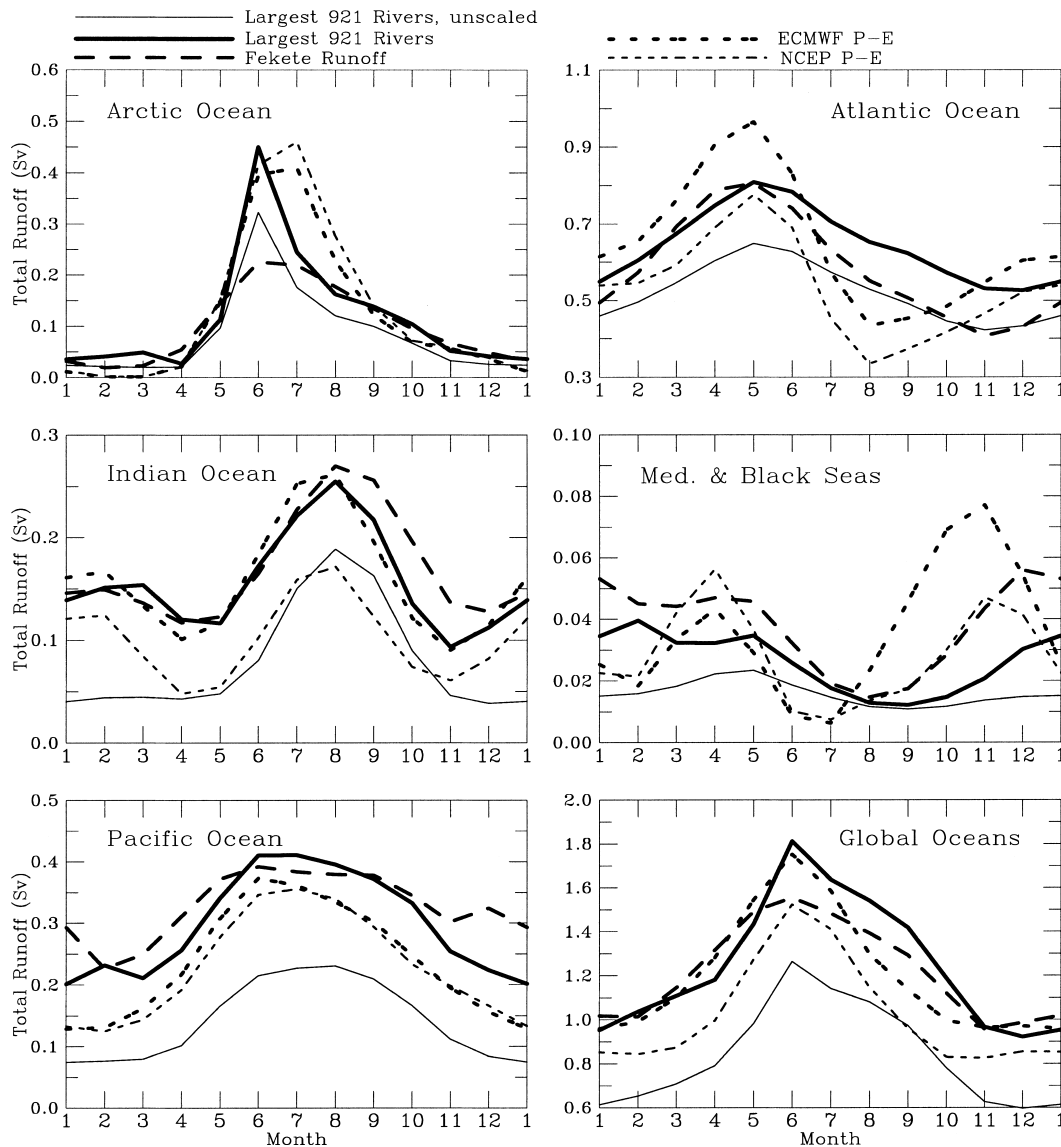 Largest 921 Rivers, unscaled
Largest 921 Rivers
Fekete Runoff
ECMWF P-E
NCEP P-E
Arctic Ocean
Total Runoff (Sv)
0.6
0.5
0.4
0.3
0.2
0.1
0.0
1 2 3 4 5 6 7 8 9 10 11 12 1
Atlantic Ocean
1.1
0.9
0.7
0.5
0.3
1 2 3 4 5 6 7 8 9 10 11 12 1
Indian Ocean
Total Runoff (Sv)
0.3
0.2
0.1
0.0
1 2 3 4 5 6 7 8 9 10 11 12 1
Med. & Black Seas
0.10
0.08
0.06
0.04
0.02
0.00
1 2 3 4 5 6 7 8 9 10 11 12 1
Pacific Ocean
Total Runoff (Sv)
0.5
0.4
0.3
0.2
0.1
0.0
1 2 3 4 5 6 7 8 9 10 11 12 1
Month
Global Oceans
2.0
1.8
1.6
1.4
1.2
1.0
0.8
0.6
1 2 3 4 5 6 7 8 9 10 11 12 1
Month